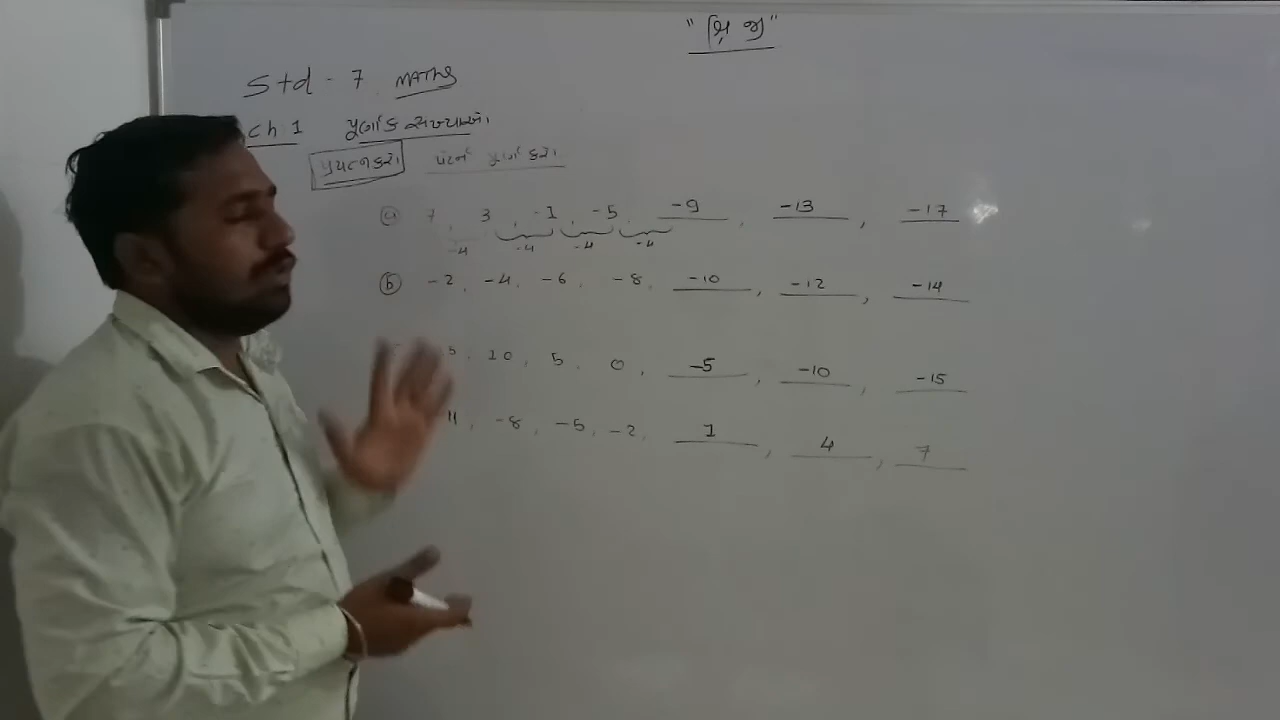 " શ્રિ જી "
Std - 7 MATHS
ch 1 પુર્ણાંક સંખ્યાઓ.
પ્રયત્ન કરો. પેટર્ન પુર્ણ કરો.
ⓐ 7, 3, -1, -5, -9, -13, -17
-4 -4 -4 -4
ⓑ -2, -4, -6, -8, -10, -12, -14
5, 10, 5, 0, -5, -10, -15
11, -8, -5, -2, 1, 4, 7